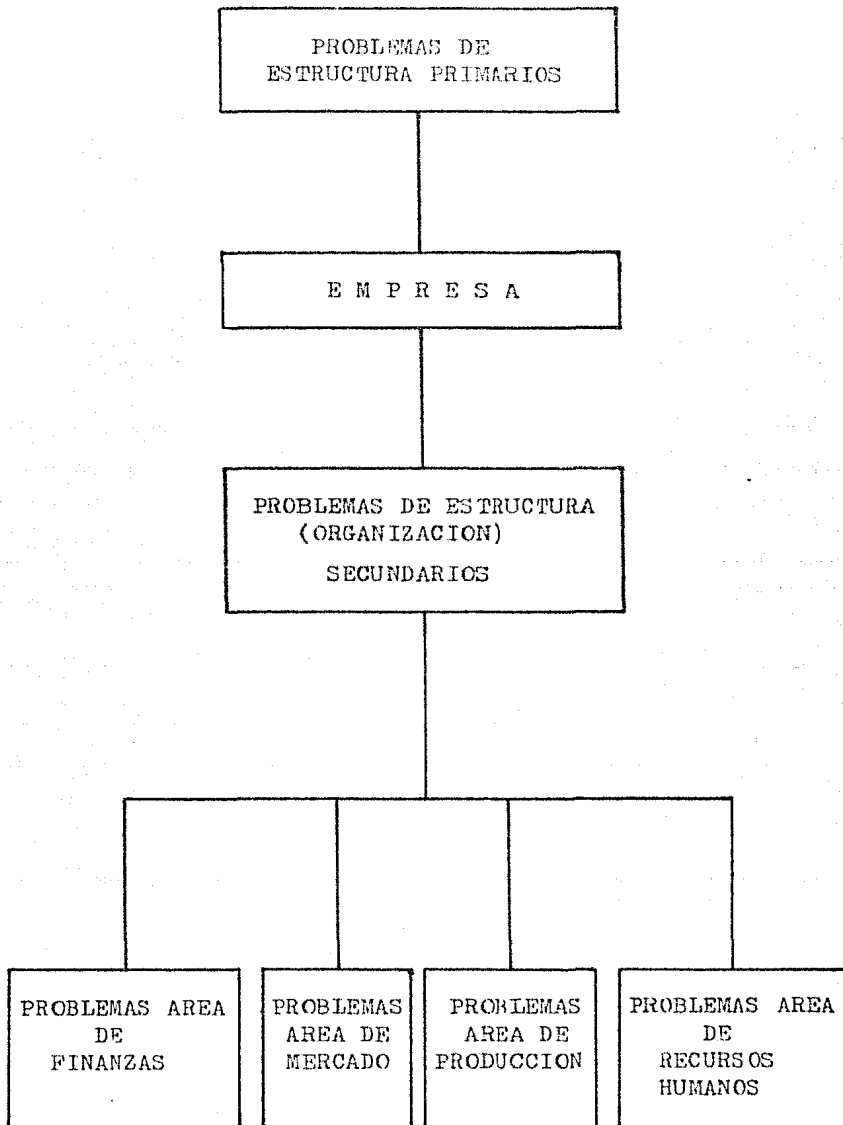 PROBLEMAS DE
ESTRUCTURA PRIMARIOS
E M P R E S A
PROBLEMAS DE ESTRUCTURA
(ORGANIZACION)
SECUNDARIOS
PROBLEMAS AREA
DE
FINANZAS
PROBLEMAS
AREA DE
MERCADO
PROBLEMAS
AREA DE
PRODUCCION
PROBLEMAS AREA
DE
RECURSOS
HUMANOS